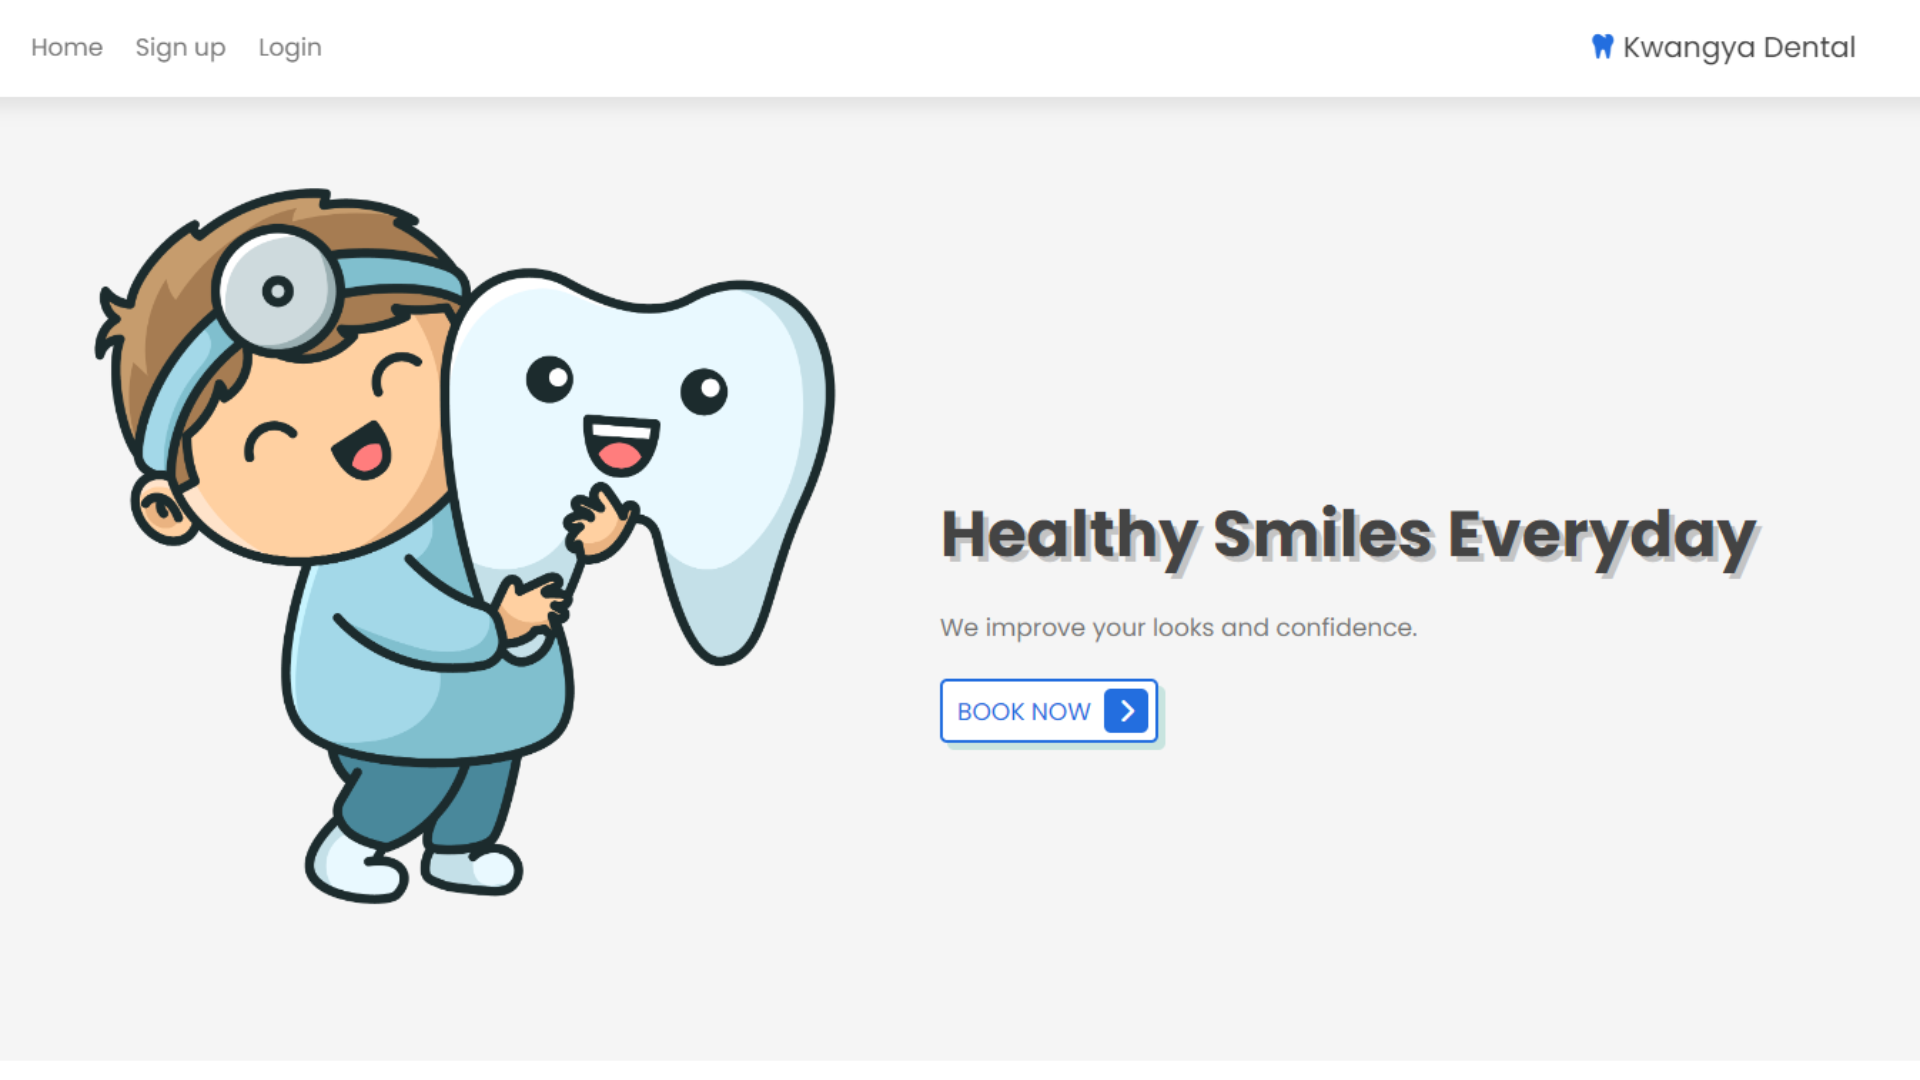 Home Sign up Login Kwangya Dental
Healthy Smiles Everyday
We improve your looks and confidence.
BOOK NOW